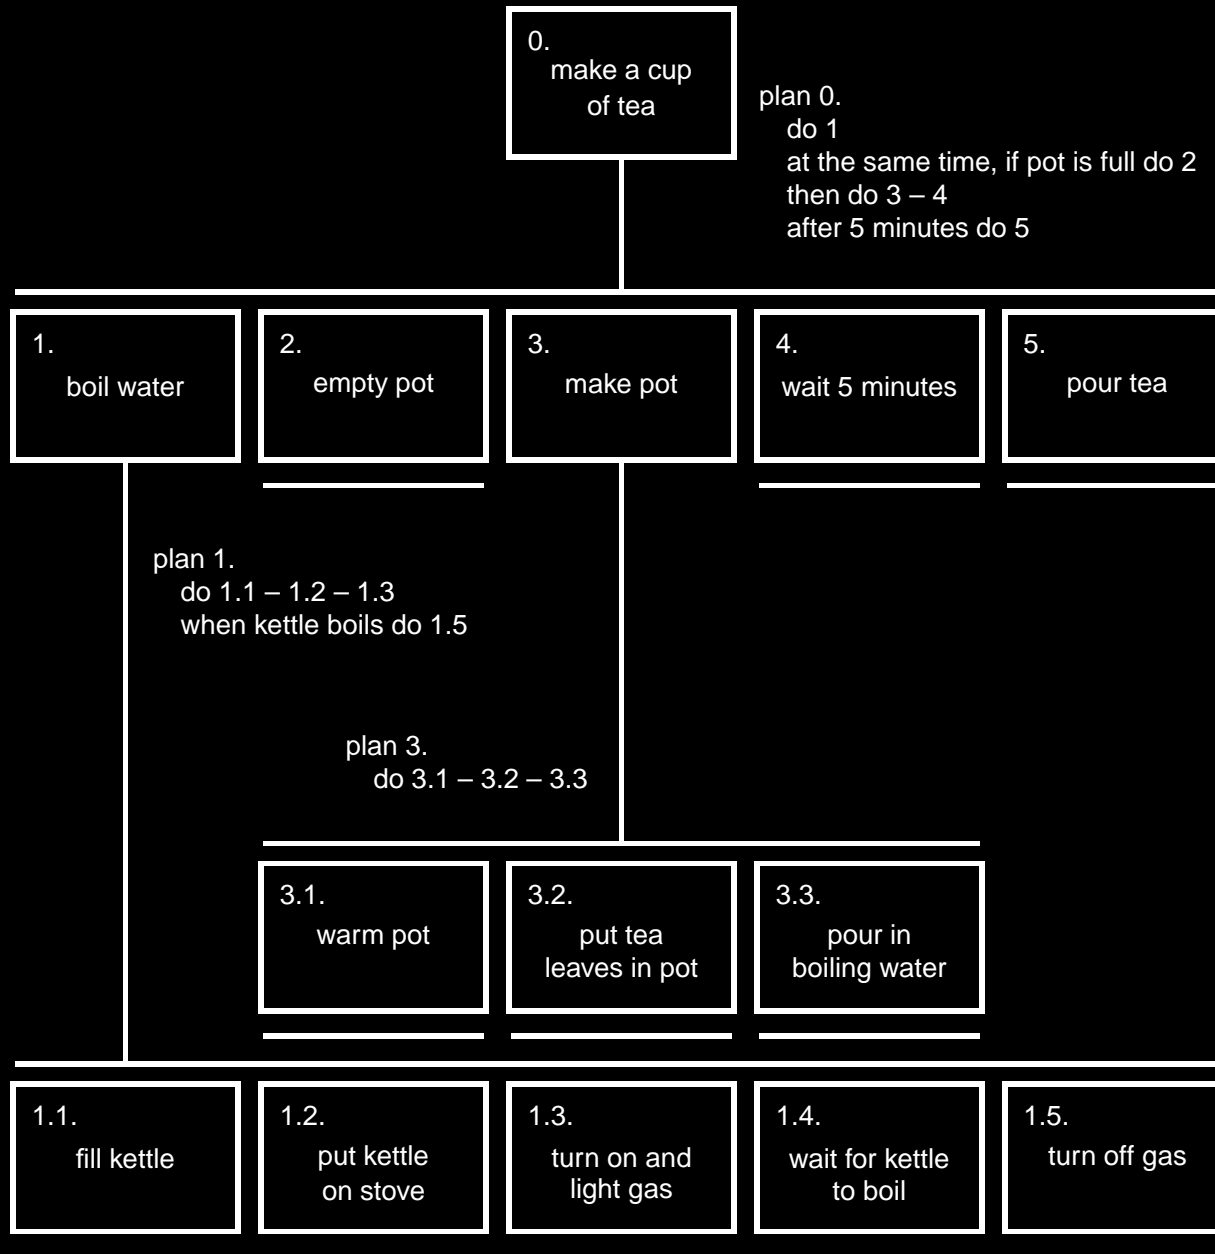 0.
make a cup
of tea
plan 0.
do 1
at the same time, if pot is full do 2
then do 3 – 4
after 5 minutes do 5
1.
boil water
2.
empty pot
3.
make pot
4.
wait 5 minutes
5.
pour tea
plan 1.
do 1.1 – 1.2 – 1.3
when kettle boils do 1.5
plan 3.
do 3.1 – 3.2 – 3.3
3.1.
warm pot
3.2.
put tea
leaves in pot
3.3.
pour in
boiling water
1.1.
fill kettle
1.2.
put kettle
on stove
1.3.
turn on and
light gas
1.4.
wait for kettle
to boil
1.5.
turn off gas